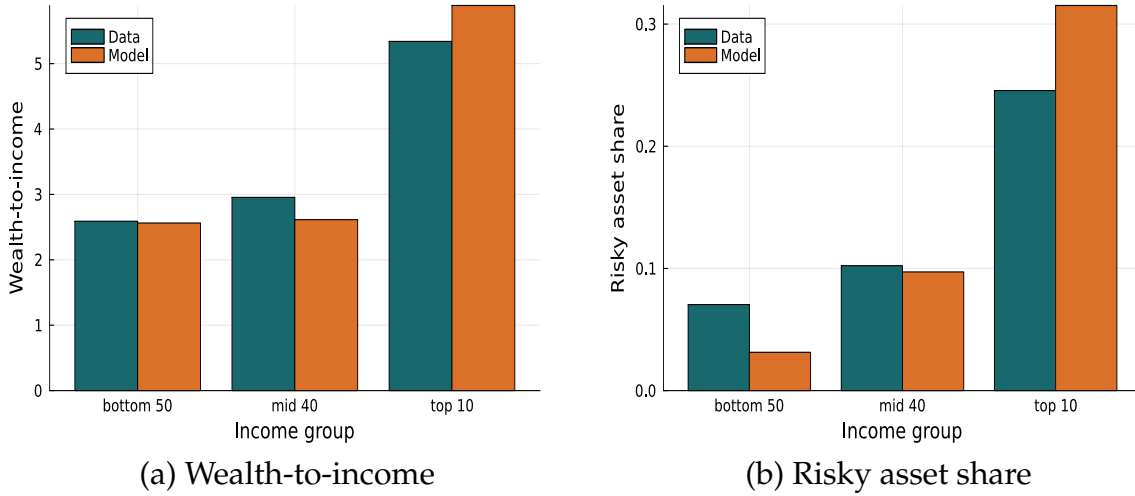 Data
Model
Wealth-to-income
5
4
3
2
1
0
bottom 50
mid 40
top 10
Income group
(a) Wealth-to-income
Data
Model
Risky asset share
0.3
0.2
0.1
0.0
bottom 50
mid 40
top 10
Income group
(b) Risky asset share